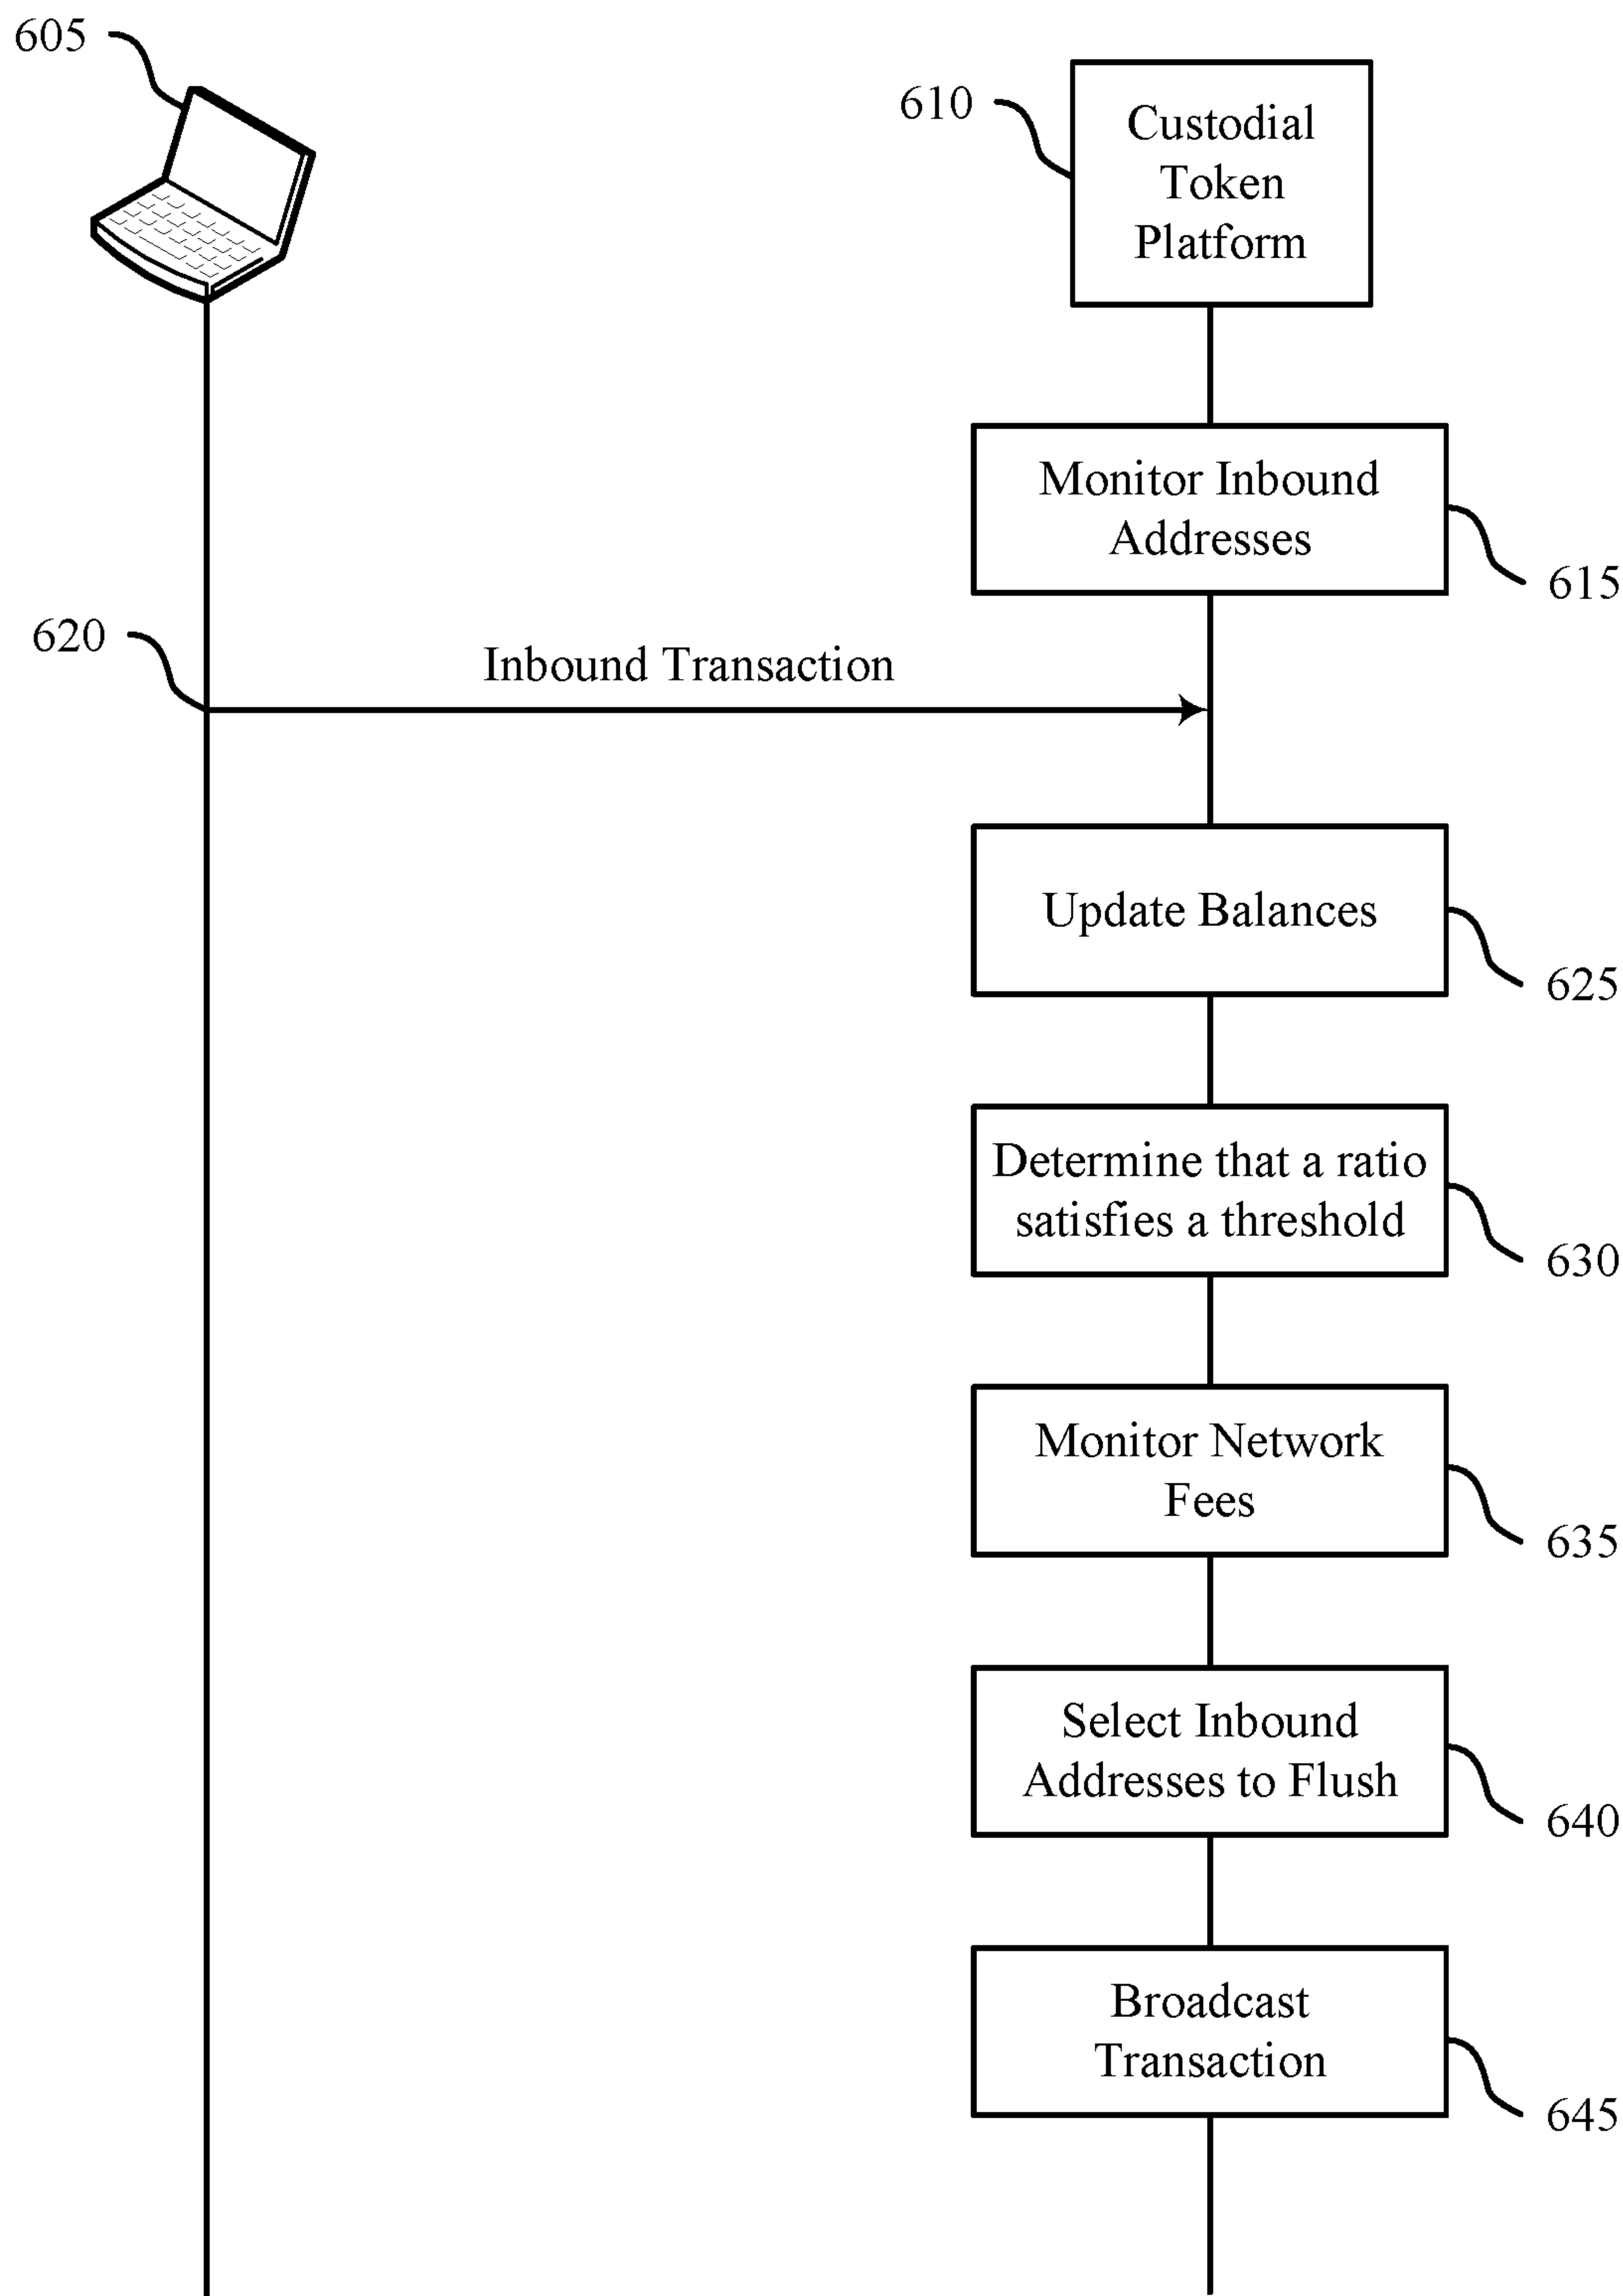 605
610
Custodial
Token
Platform
Monitor Inbound
Addresses
615
620
Inbound Transaction
Update Balances
625
Determine that a ratio
satisfies a threshold
630
Monitor Network
Fees
635
Select Inbound
Addresses to Flush
640
Broadcast
Transaction
645